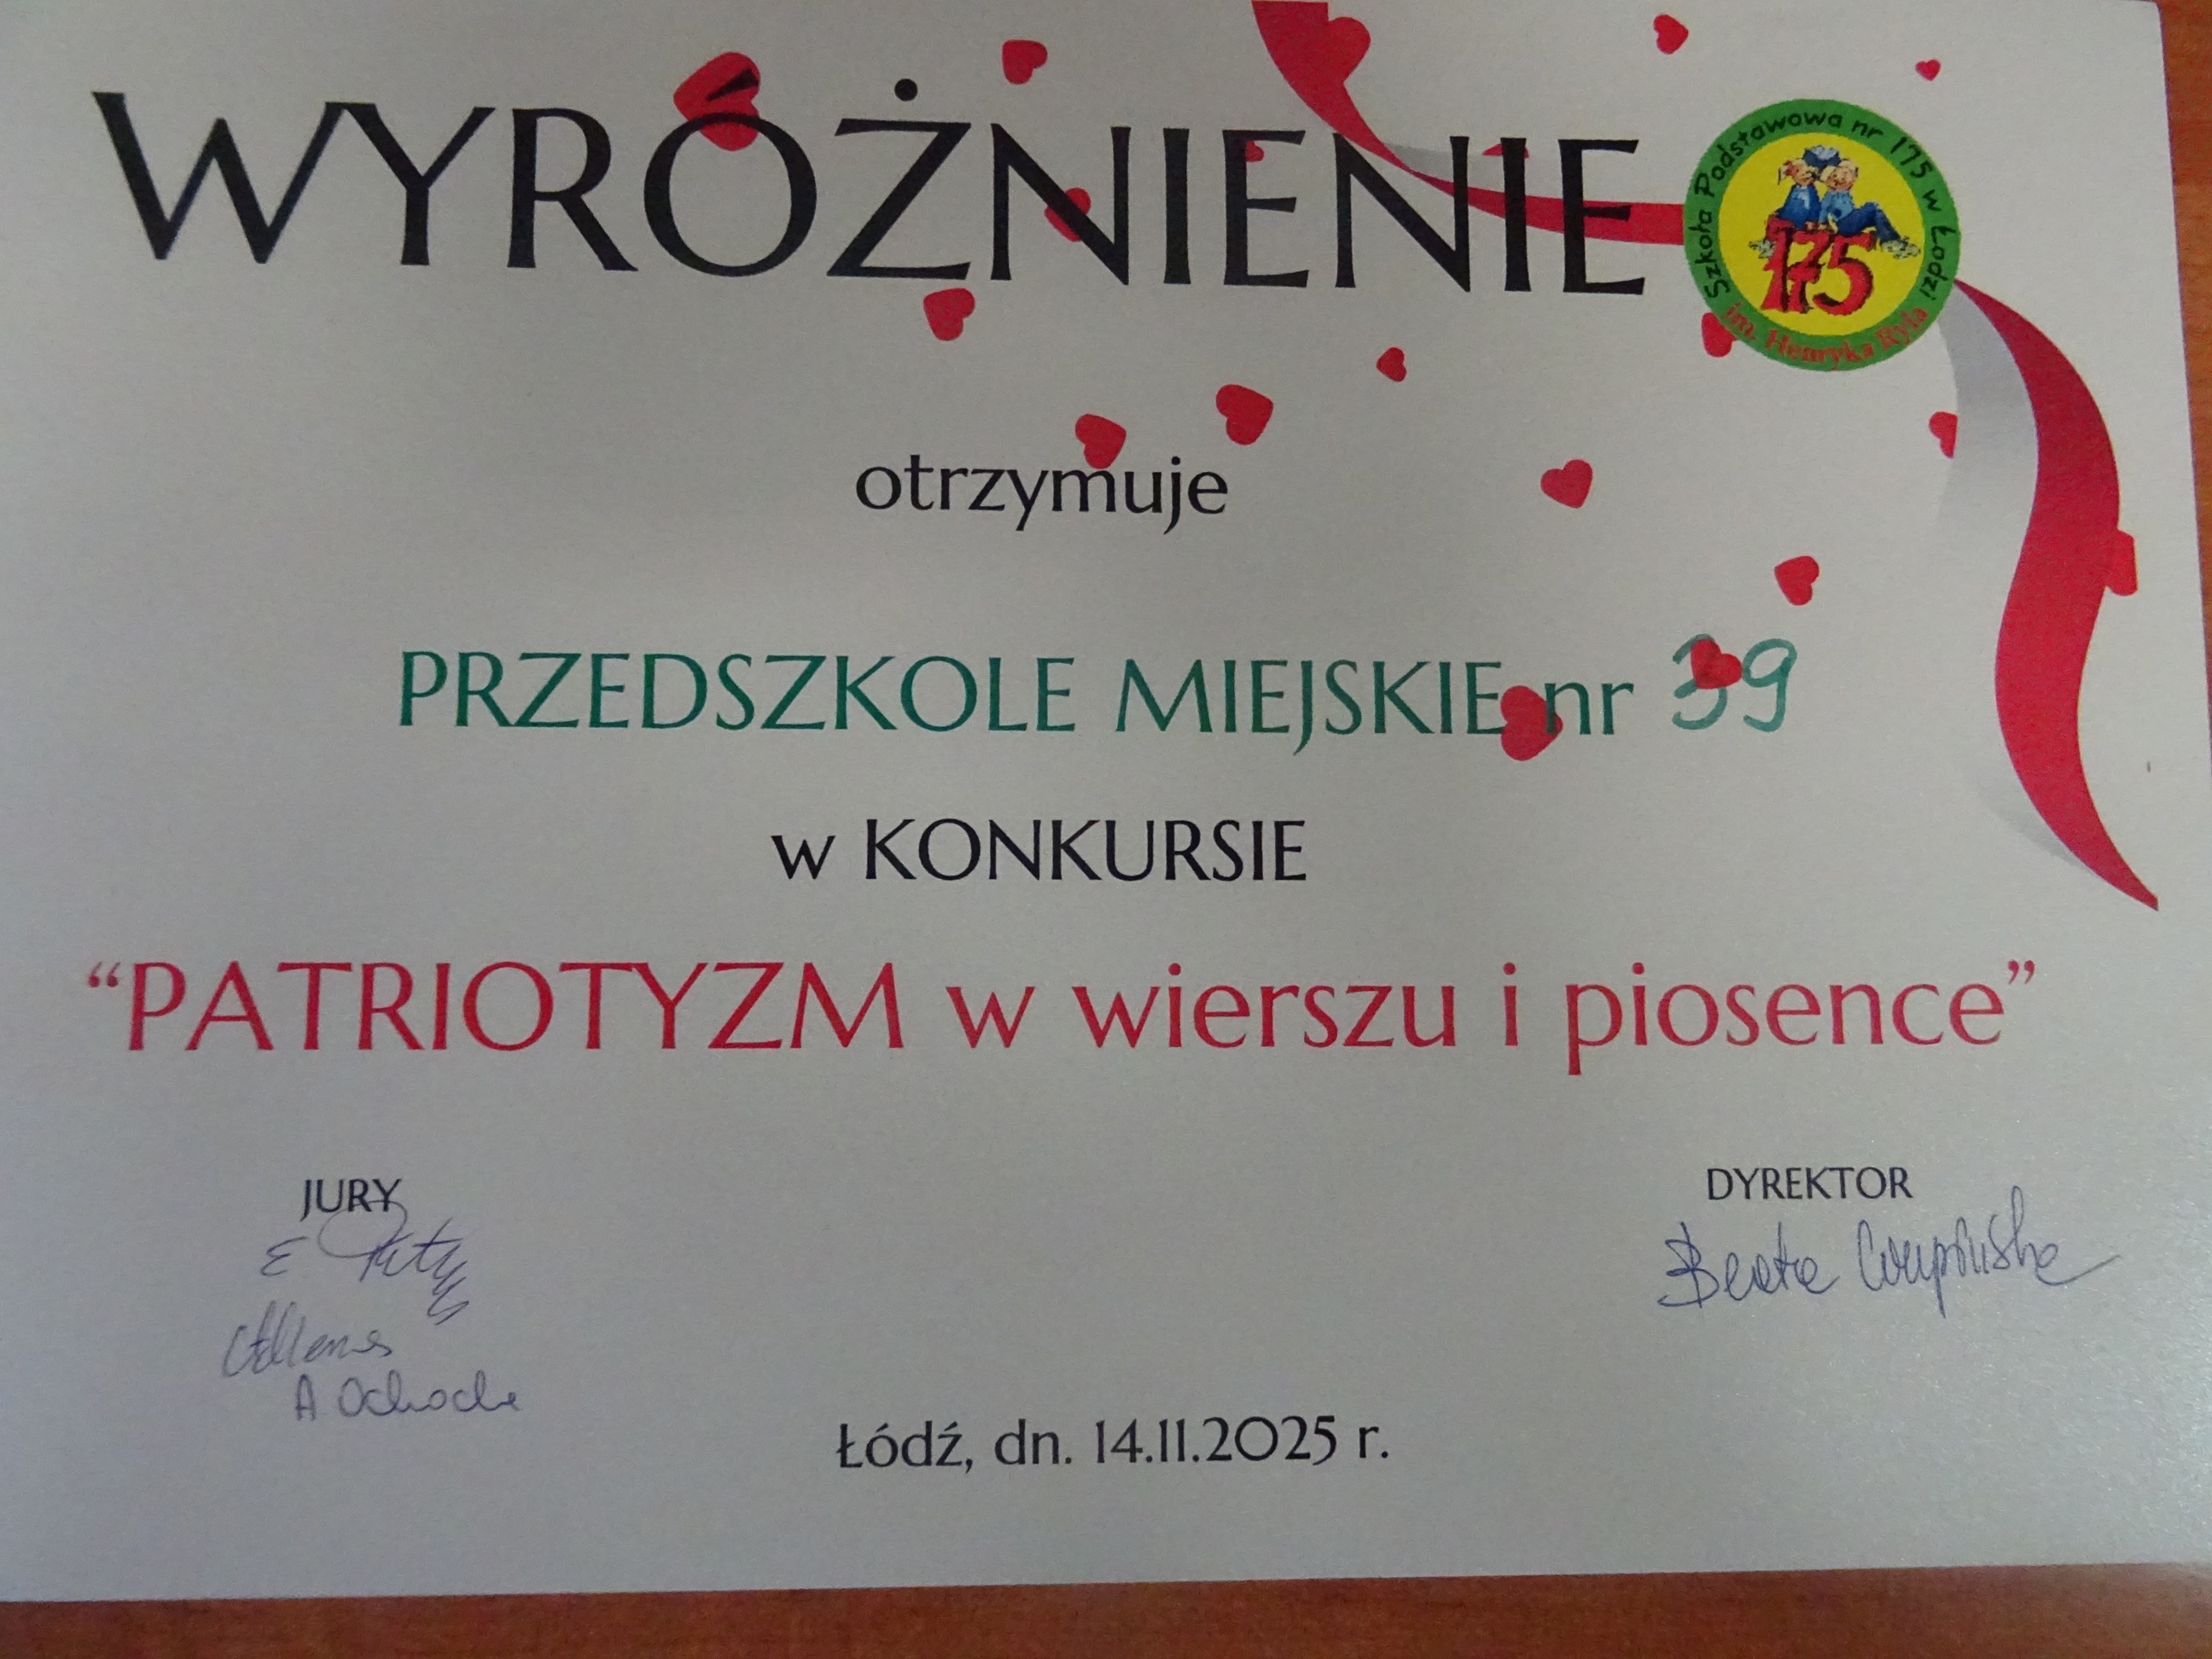 WYRÓŻNIENIE
Szkoła Podstawowa nr 175 w Łodzi
175
im. Henryka Ryla
otrzymuje
PRZEDSZKOLE MIEJSKIE nr 39
w KONKURSIE
“PATRIOTYZM w wierszu i piosence”
JURY
DYREKTOR
E
Beata
A. Ochocka
Łódź, dn. 14.11.2025 r.